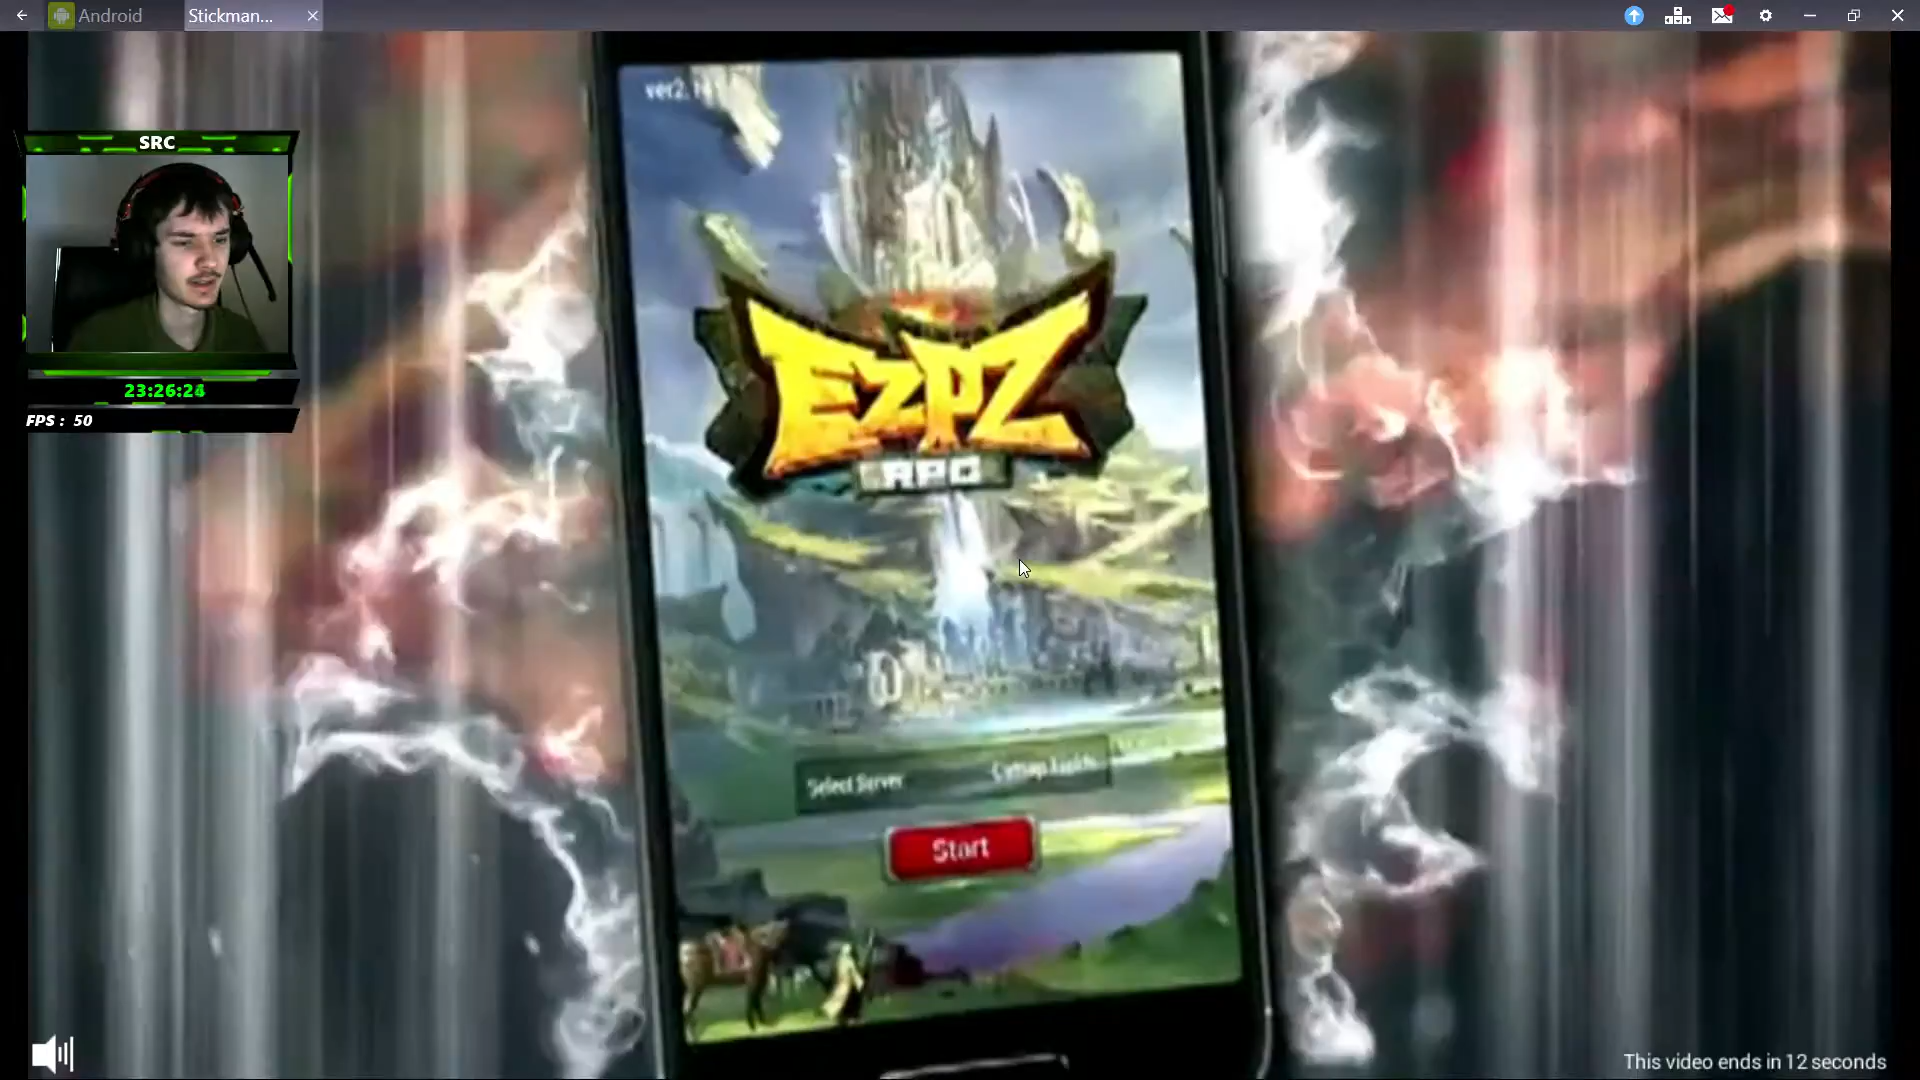 Android
Stickman...
SRC
23:26:24
FPS : 50
EZPZ
RPG
Select Server
Start
This video ends in 12 seconds